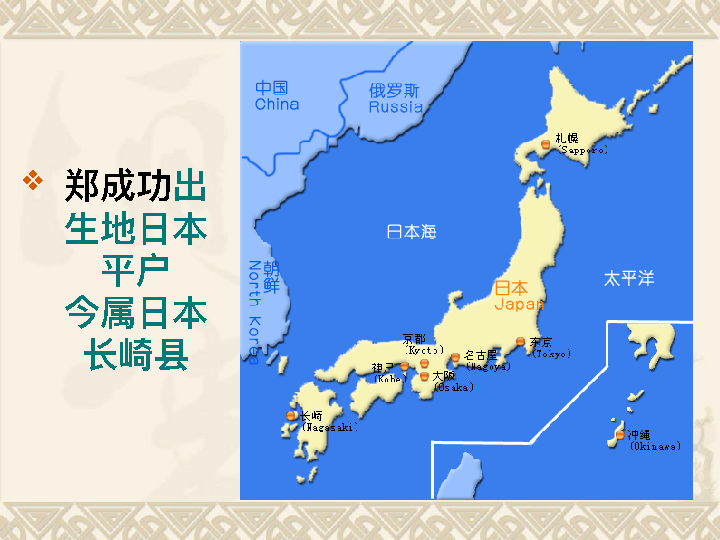 郑成功出
生地日本
平户
今属日本
长崎县
中国
China
俄罗斯
Russia
札幌
(Sapporo)
日本海
朝鲜
North Korea
太平洋
日本
Japan
京都
(Kyoto)
东京
(Tokyo)
名古屋
(Nagoya)
神户
(Kobe)
大阪
(Osaka)
长崎
(Nagasaki)
冲绳
(Okinawa)